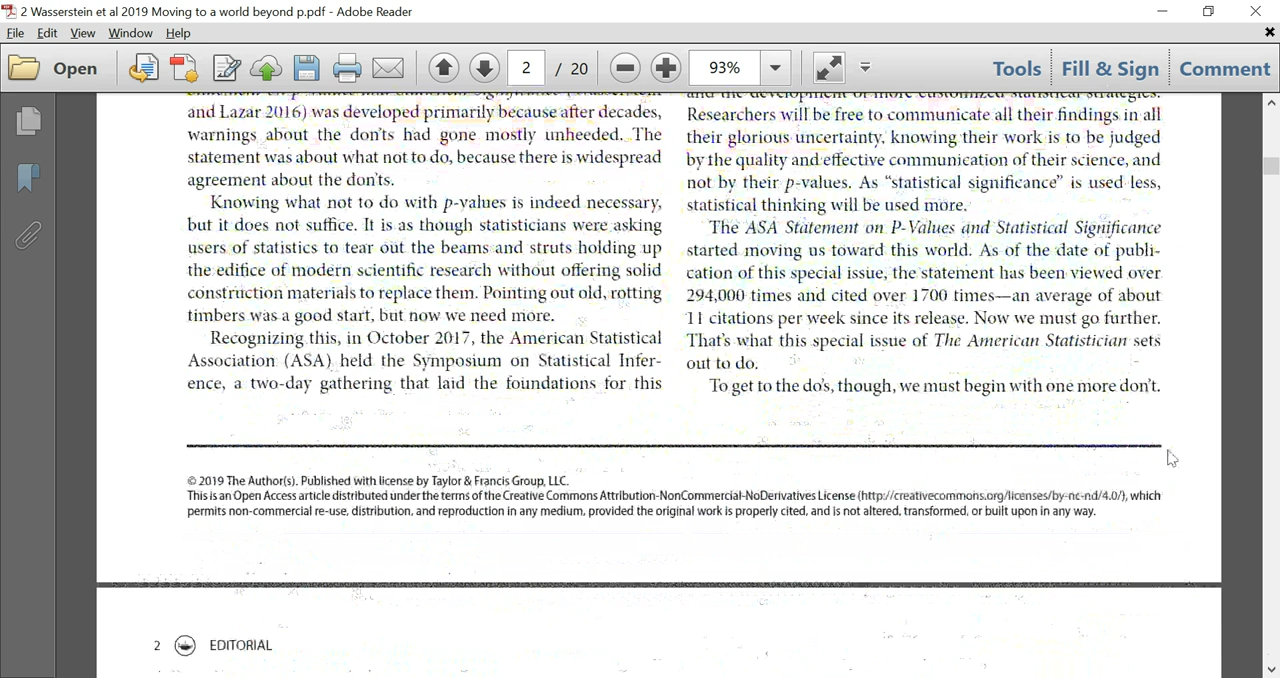 2 Wasserstein et al 2019 Moving to a world beyond p.pdf - Adobe Reader
File Edit View Window Help
Open 2 / 20 93% Tools Fill & Sign Comment
and Lazar 2016) was developed primarily because after decades,
warnings about the don'ts had gone mostly unheeded. The
statement was about what not to do, because there is widespread
agreement about the don'ts.
Knowing what not to do with p-values is indeed necessary,
but it does not suffice. It is as though statisticians were asking
users of statistics to tear out the beams and struts holding up
the edifice of modern scientific research without offering solid
construction materials to replace them. Pointing out old, rotting
timbers was a good start, but now we need more.
Recognizing this, in October 2017, the American Statistical
Association (ASA) held the Symposium on Statistical Infer-
ence, a two-day gathering that laid the foundations for this
and the development of more customized statistical strategies.
Researchers will be free to communicate all their findings in all
their glorious uncertainty, knowing their work is to be judged
by the quality and effective communication of their science, and
not by their p-values. As “statistical significance” is used less,
statistical thinking will be used more.
The ASA Statement on P-Values and Statistical Significance
started moving us toward this world. As of the date of publi-
cation of this special issue, the statement has been viewed over
294,000 times and cited over 1700 times—an average of about
11 citations per week since its release. Now we must go further.
That's what this special issue of The American Statistician sets
out to do.
To get to the do's, though, we must begin with one more don't.
© 2019 The Author(s). Published with license by Taylor & Francis Group, LLC.
This is an Open Access article distributed under the terms of the Creative Commons Attribution-NonCommercial-NoDerivatives License (http://creativecommons.org/licenses/by-nc-nd/4.0/), which
permits non-commercial re-use, distribution, and reproduction in any medium, provided the original work is properly cited, and is not altered, transformed, or built upon in any way.
2 EDITORIAL